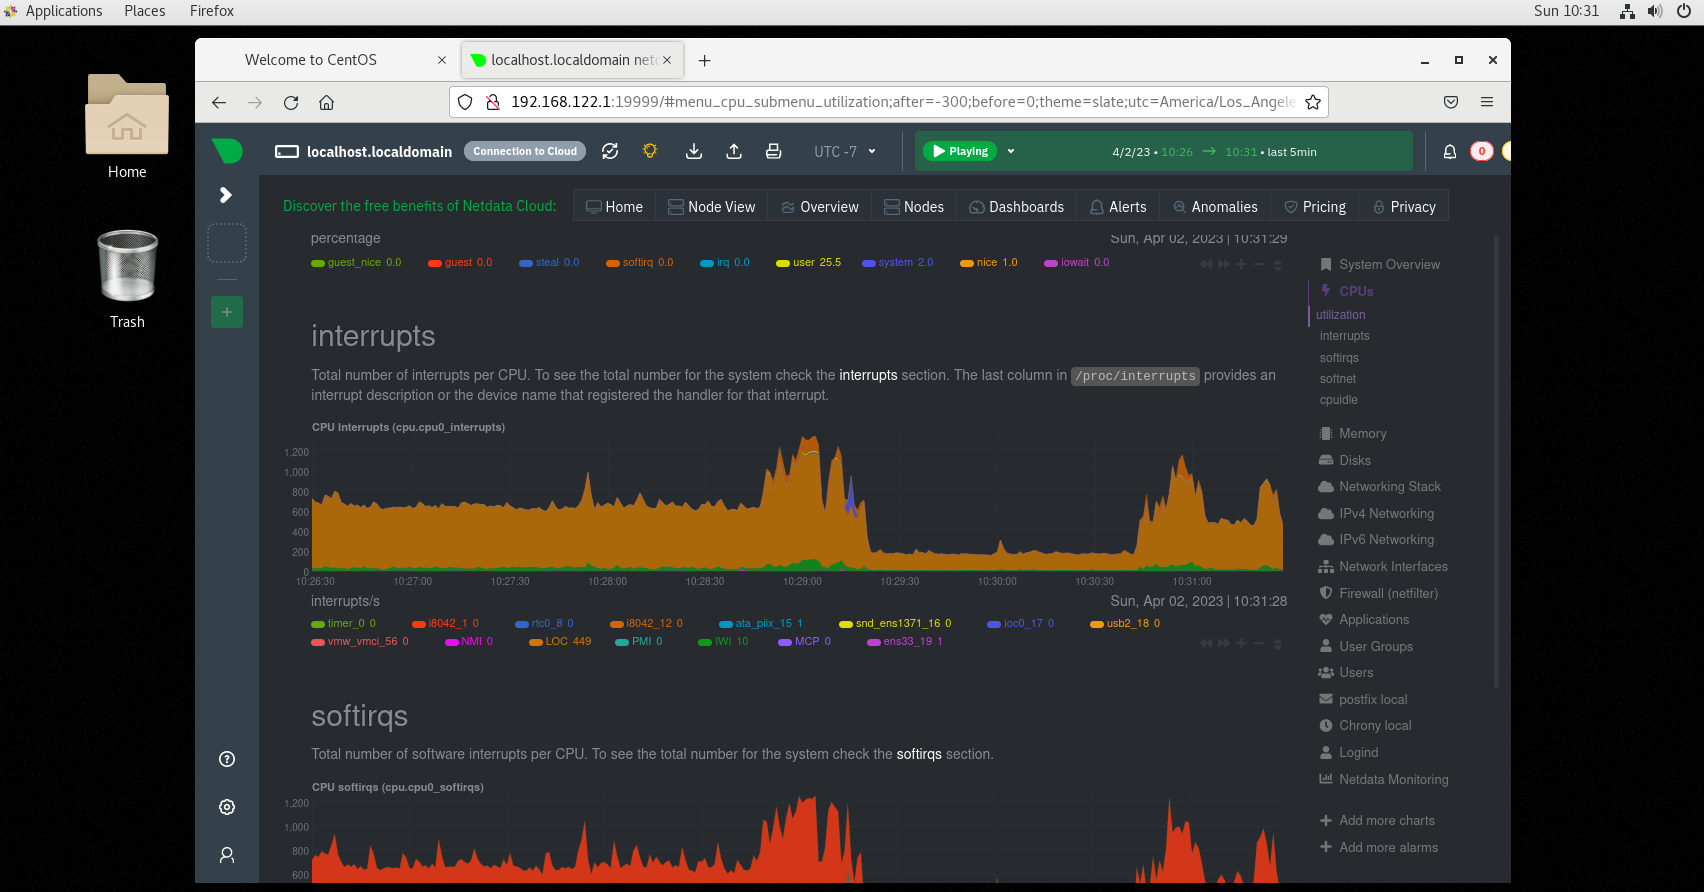 Applications Places Firefox Sun 10:31
Home
Trash
Welcome to CentOS
localhost.localdomain netd
192.168.122.1:19999/#menu_cpu_submenu_utilization;after=-300;before=0;theme=slate;utc=America/Los_Angele
localhost.localdomain Connection to Cloud UTC -7 Playing 4/2/23 • 10:26 → 10:31 • last 5min 0
Discover the free benefits of Netdata Cloud: Home Node View Overview Nodes Dashboards Alerts Anomalies Pricing Privacy
percentage Sun, Apr 02, 2023 | 10:31:29
guest_nice 0.0 guest 0.0 steal 0.0 softirq 0.0 irq 0.0 user 25.5 system 2.0 nice 1.0 iowait 0.0
interrupts
Total number of interrupts per CPU. To see the total number for the system check the interrupts section. The last column in /proc/interrupts provides an
interrupt description or the device name that registered the handler for that interrupt.
CPU Interrupts (cpu.cpu0_interrupts)
1,200
1,000
800
600
400
200
0
10:26:30 10:27:00 10:27:30 10:28:00 10:28:30 10:29:00 10:29:30 10:30:00 10:30:30 10:31:00
interrupts/s Sun, Apr 02, 2023 | 10:31:28
timer_0 0 i8042_1 0 rtc0_8 0 i8042_12 0 ata_piix_15 1 snd_ens1371_16 0 ioc0_17 0 usb2_18 0
vmw_vmci_56 0 NMI 0 LOC 449 PMI 0 IWI 10 MCP 0 ens33_19 1
softirqs
Total number of software interrupts per CPU. To see the total number for the system check the softirqs section.
CPU softirqs (cpu.cpu0_softirqs)
1,200
1,000
800
600
System Overview
CPUs
utilization
interrupts
softirqs
softnet
cpuidle
Memory
Disks
Networking Stack
IPv4 Networking
IPv6 Networking
Network Interfaces
Firewall (netfilter)
Applications
User Groups
Users
postfix local
Chrony local
Logind
Netdata Monitoring
Add more charts
Add more alarms